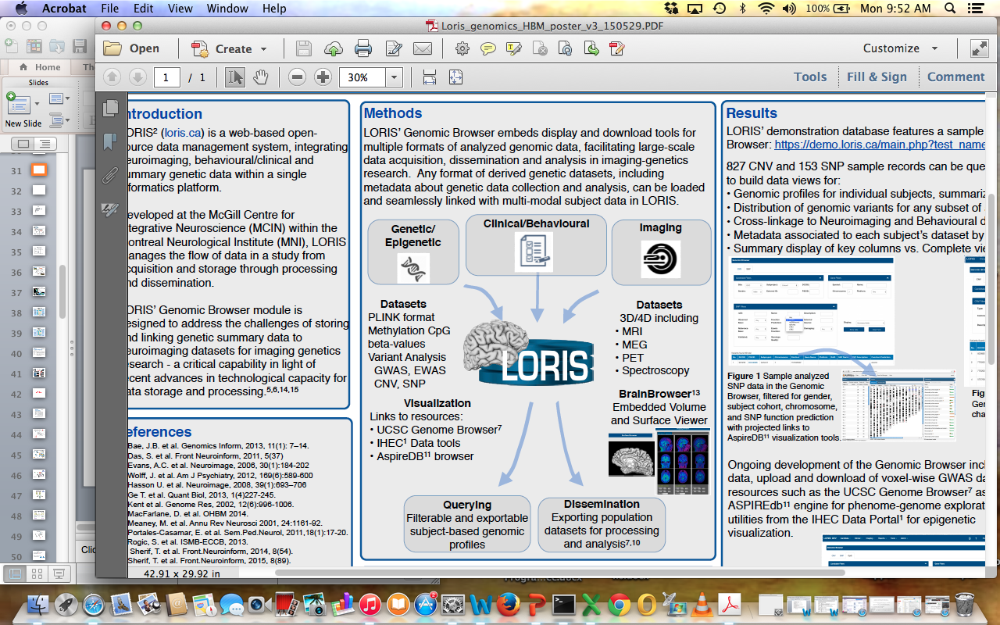 Acrobat File Edit View Window Help
100% Mon 9:52 AM
Loris_genomics_HBM_poster_v3_150529.PDF
Open Create Customize
1 / 1 30% Tools Fill & Sign Comment
Home Th
Slides
New Slide
31
32
33
34
35
36
37
38
39
40
41
42
43
44
45
46
47
48
49
50
Clic
ntroduction
ORIS2 (loris.ca) is a web-based open-
ource data management system, integrating
euroimaging, behavioural/clinical and
ummary genetic data within a single
formatics platform.
eveloped at the McGill Centre for
tegrative Neuroscience (MCIN) within the
ontreal Neurological Institute (MNI), LORIS
anages the flow of data in a study from
cquisition and storage through processing
nd dissemination.
ORIS' Genomic Browser module is
esigned to address the challenges of storing
nd linking genetic summary data to
euroimaging datasets for imaging genetics
esearch - a critical capability in light of
ecent advances in technological capacity for
ata storage and processing.5,6,14,15
eferences
Bae, J.B. et al. Genomics Inform, 2013, 11(1): 7–14.
Das, S. et al. Front Neuroinform, 2011, 5(37)
Evans, A.C. et al. Neuroimage, 2006, 30(1):184-202
Wolff, J. et al. Am J Psychiatry, 2012, 169(6):589-600
Hasson U. et al. Neuroimage, 2008, 39(1):693–706
Ge T. et al. Quant Biol, 2013, 1(4)227-245.
Kent et al. Genome Res, 2002, 12(6):996-1006.
MacFarlane, D. et al. OHBM 2014.
Meaney, M. et al. Annu Rev Neurosci 2001, 24:1161-92.
Portales-Casamar, E. et al. Sem.Ped.Neurol, 2011,18(1):17-20.
Rogic, S. et al. ISMB-ECCB, 2013.
Sherif, T. et al. Front.Neuroinform, 2014, 8(54).
Sherif, T. et al. Front.Neuroinform, 2015, 8(89).
42.91 x 29.92 in
Methods
LORIS' Genomic Browser embeds display and download tools for
multiple formats of analyzed genomic data, facilitating large-scale
data acquisition, dissemination and analysis in imaging-genetics
research. Any format of derived genetic datasets, including
metadata about genetic data collection and analysis, can be loaded
and seamlessly linked with multi-modal subject data in LORIS.
Genetic/
Epigenetic
Clinical/Behavioural
Imaging
Datasets
PLINK format
Methylation CpG
beta-values
Variant Analysis
GWAS, EWAS
CNV, SNP
LORIS
Datasets
3D/4D including
• MRI
• MEG
• PET
• Spectroscopy
Visualization
Links to resources:
• UCSC Genome Browser7
• IHEC1 Data tools
• AspireDB11 browser
BrainBrowser13
Embedded Volume
and Surface Viewer
Querying
Filterable and exportable
subject-based genomic
profiles
Dissemination
Exporting population
datasets for processing
and analysis7,10
Results
LORIS' demonstration database features a sample
Browser: https://demo.loris.ca/main.php?test_name
827 CNV and 153 SNP sample records can be que
to build data views for:
• Genomic profiles for individual subjects, summariz
• Distribution of genomic variants for any subset of
• Cross-linkage to Neuroimaging and Behavioural d
• Metadata associated to each subject's dataset by
• Summary display of key columns vs. Complete vie
Figure 1 Sample analyzed
SNP data in the Genomic
Browser, filtered for gender,
subject cohort, chromosome,
and SNP function prediction
with projected links to
AspireDB11 visualization tools.
Fig
Ger
cha
Ongoing development of the Genomic Browser incl
data, upload and download of voxel-wise GWAS da
resources such as the UCSC Genome Browser7 as
ASPIREdb11 engine for phenome-genome explorat
utilities from the IHEC Data Portal1 for epigenetic
visualization.